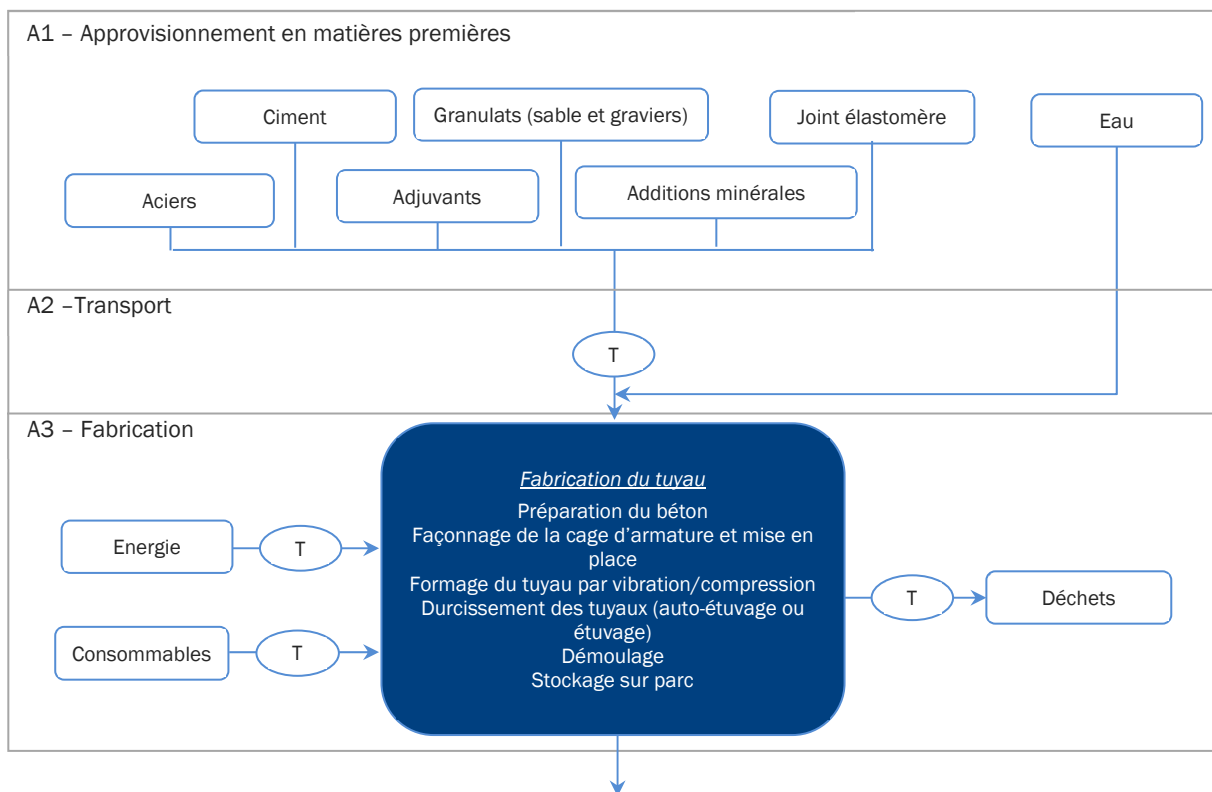 A1 – Approvisionnement en matières premières
Ciment
Granulats (sable et graviers)
Joint élastomère
Eau
Aciers
Adjuvants
Additions minérales
A2 –Transport
T
A3 – Fabrication
Fabrication du tuyau
Préparation du béton
Façonnage de la cage d'armature et mise en
place
Formage du tuyau par vibration/compression
Durcissement des tuyaux (auto-étuvage ou
étuvage)
Démoulage
Stockage sur parc
Energie
T
Consommables
T
T
Déchets